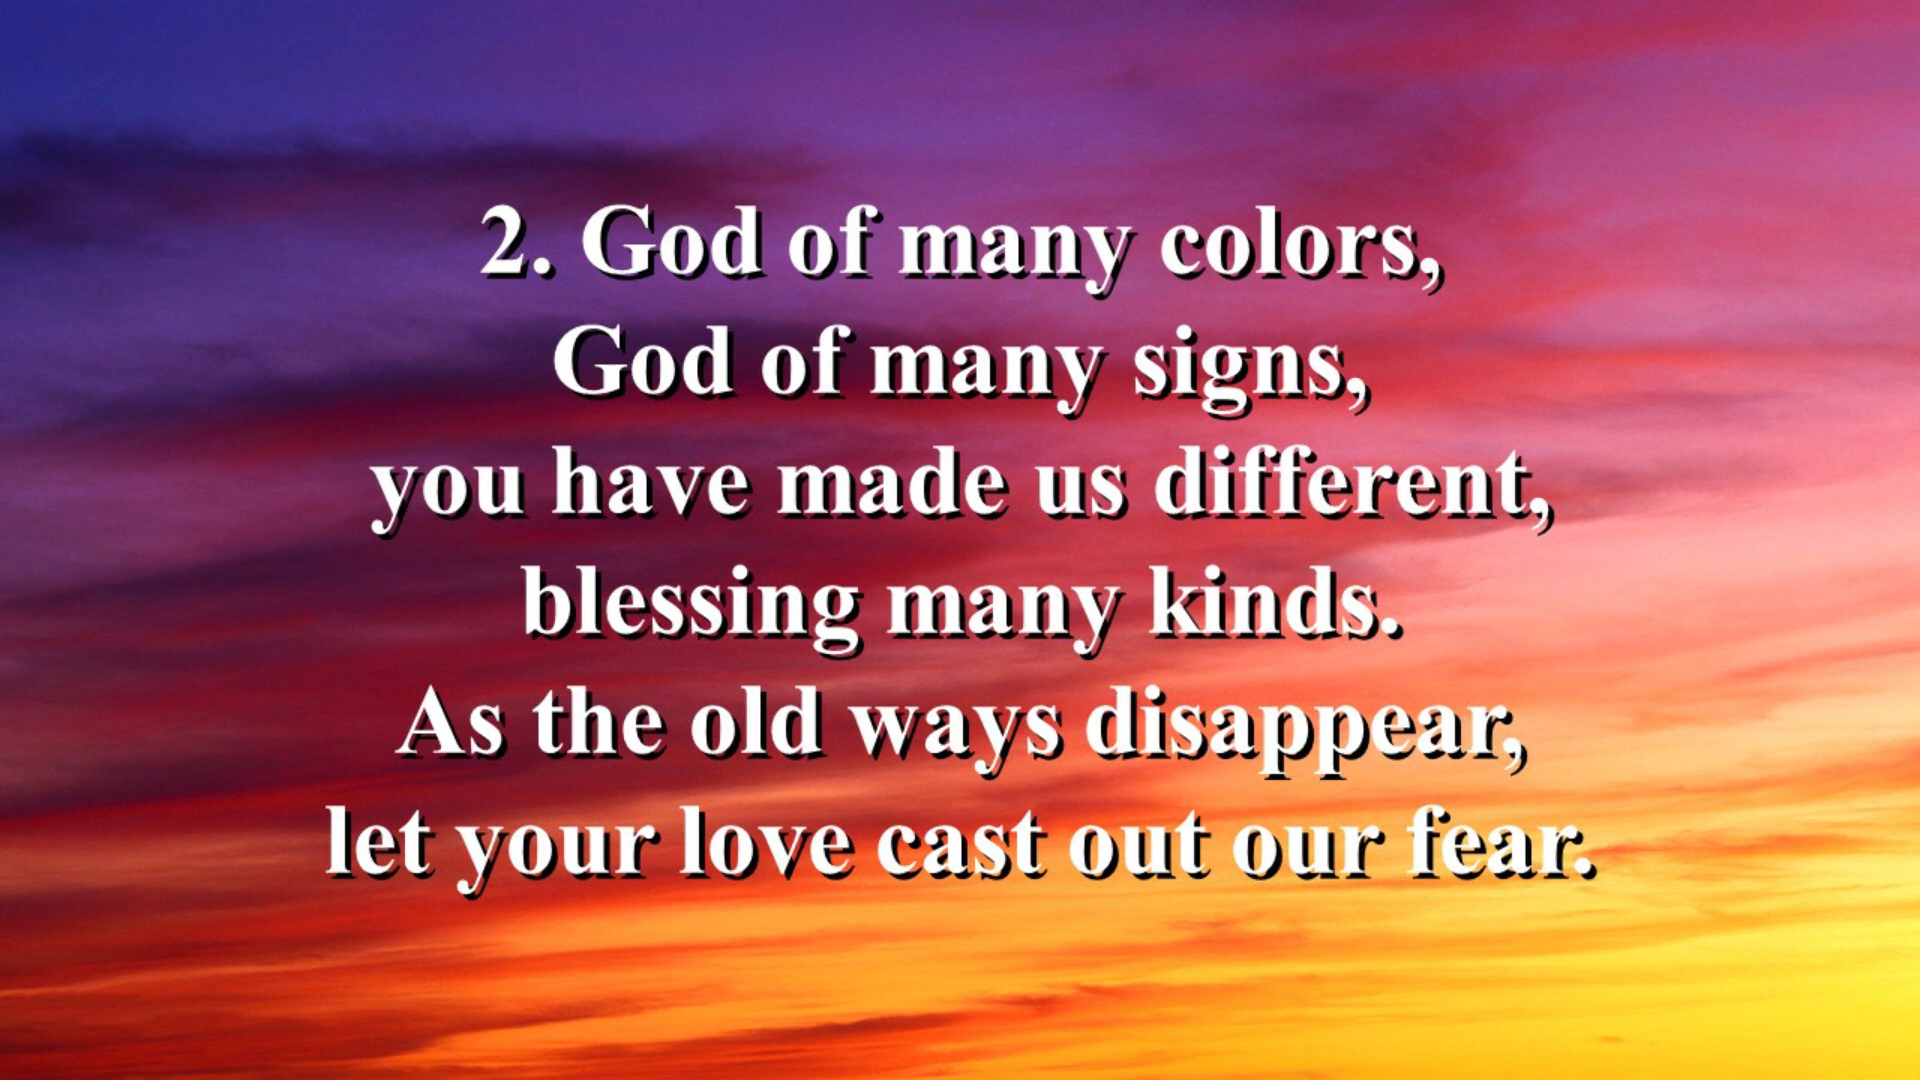 2. God of many colors,
God of many signs,
you have made us different,
blessing many kinds.
As the old ways disappear,
let your love cast out our fear.